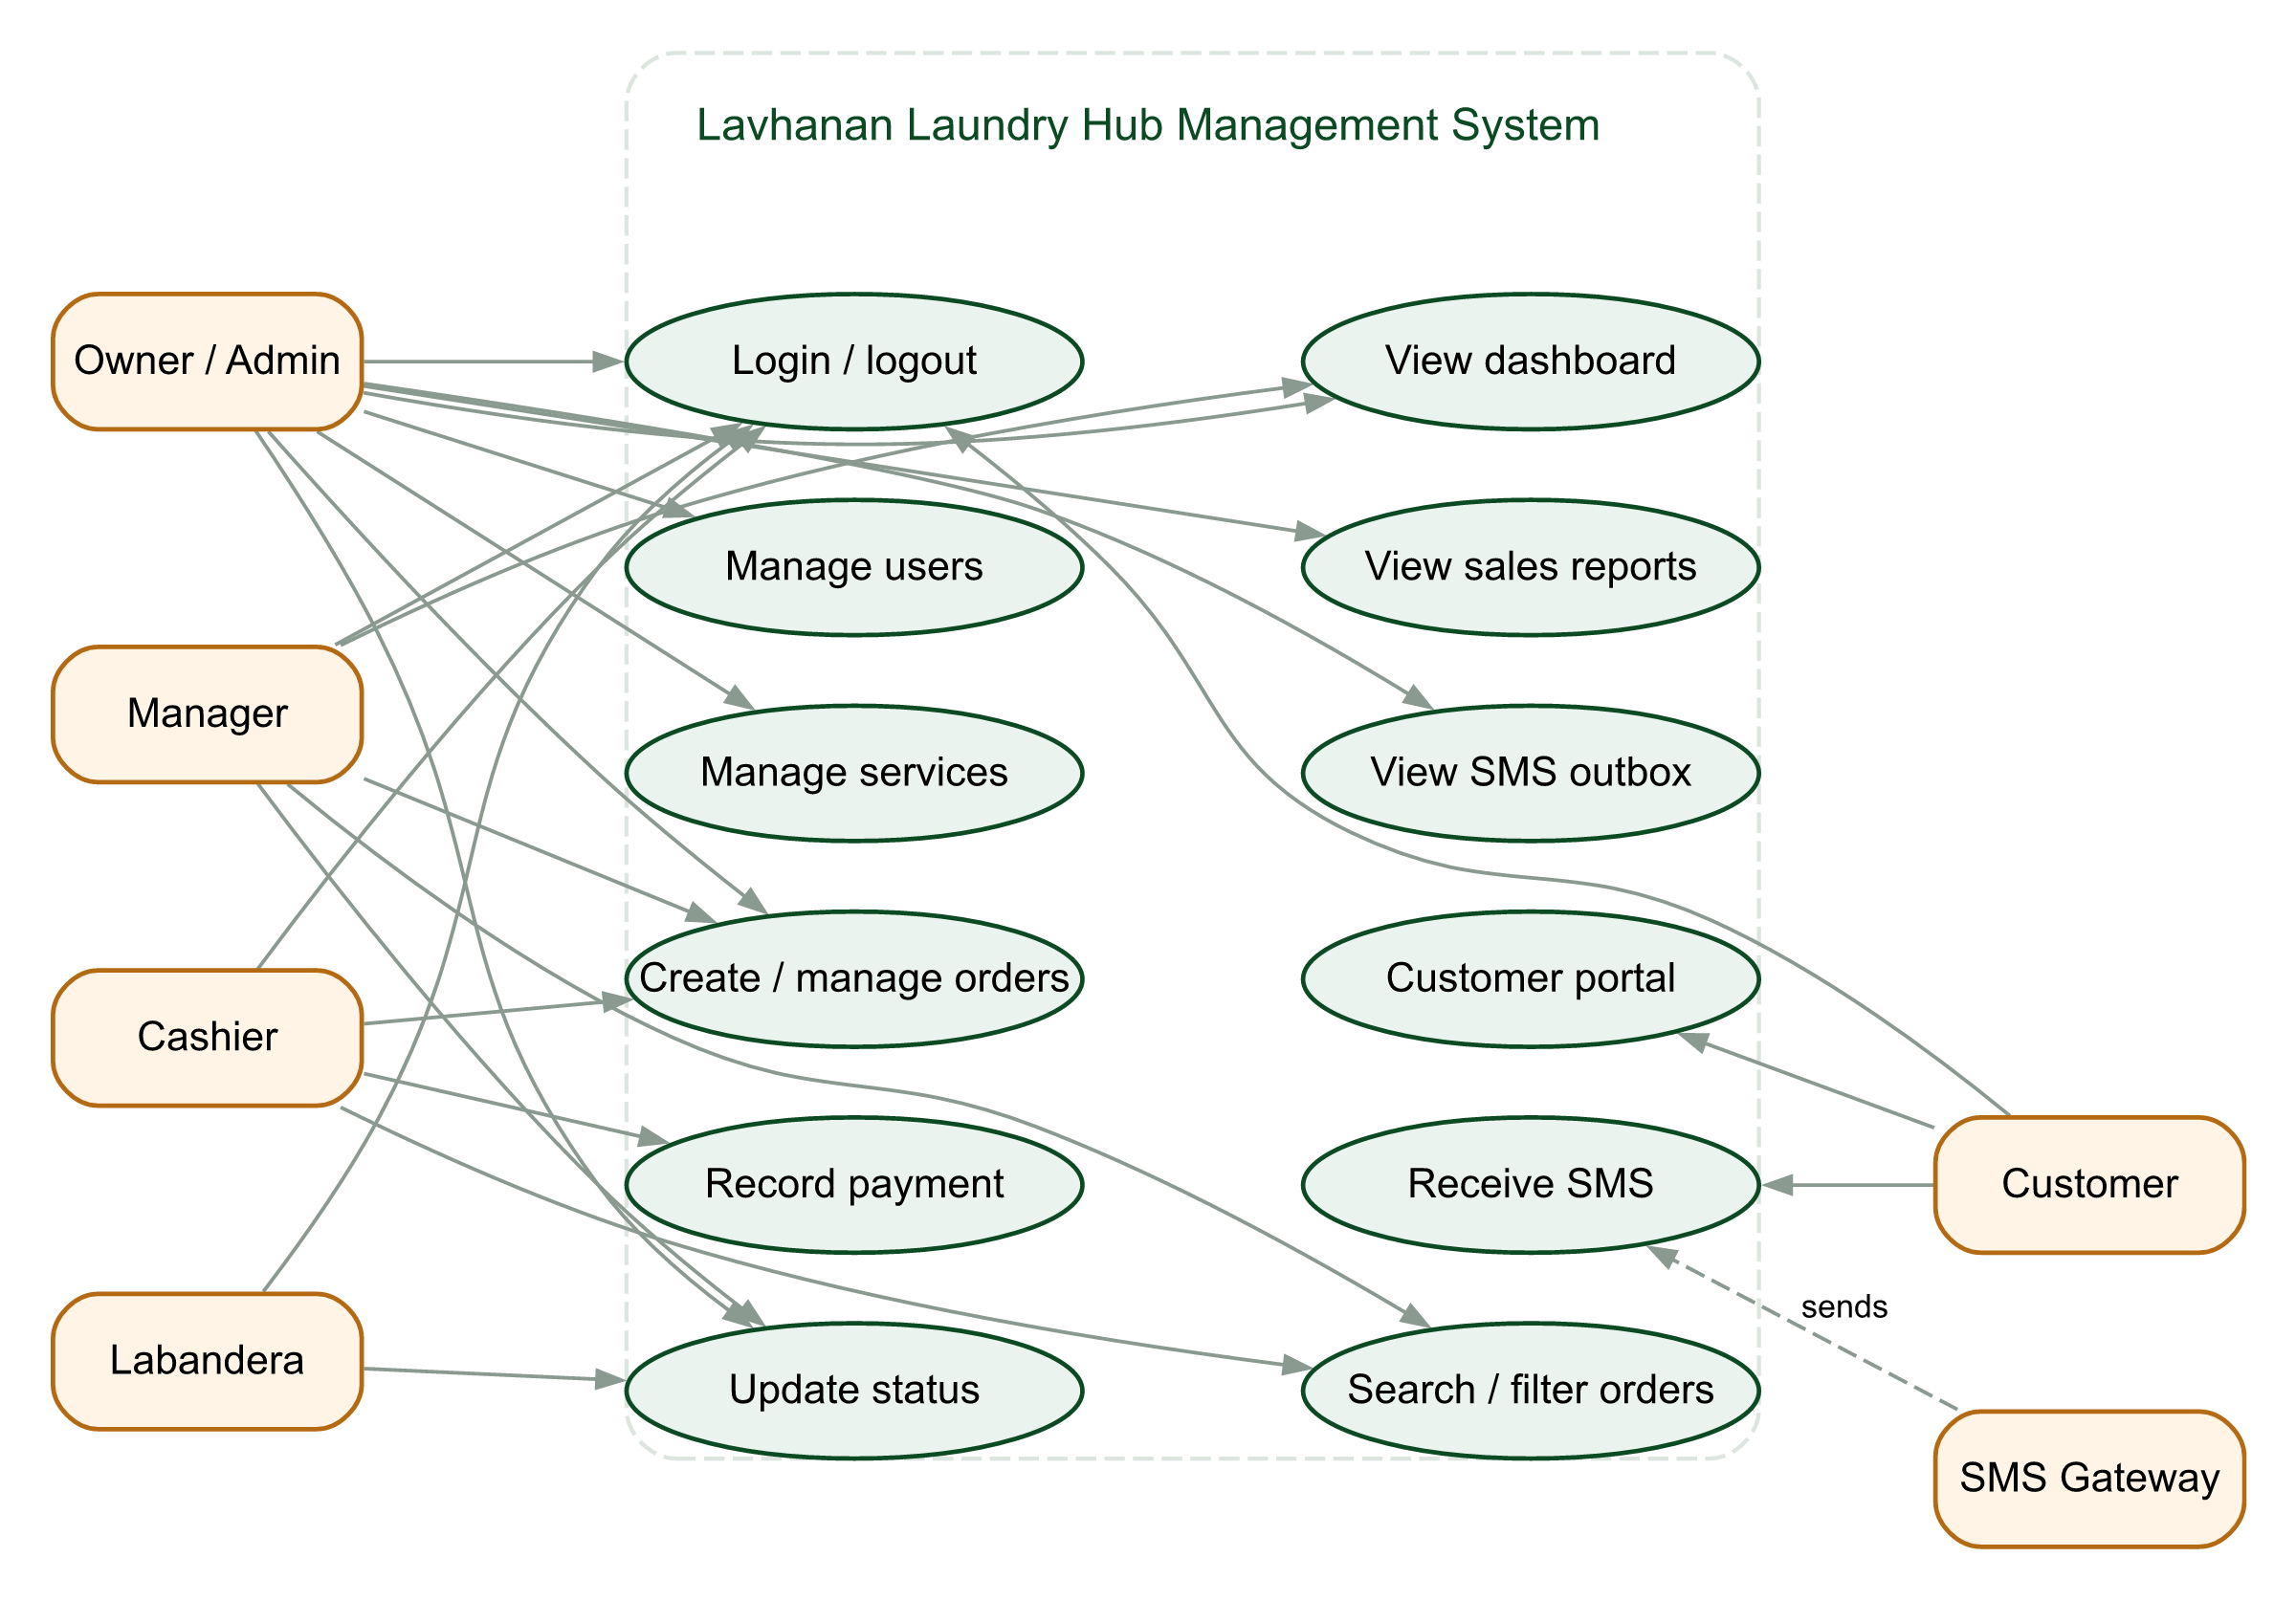 Lavhanan Laundry Hub Management System
Owner / Admin
Login / logout
View dashboard
Manage users
View sales reports
Manager
Manage services
View SMS outbox
Cashier
Create / manage orders
Customer portal
Record payment
Receive SMS
Customer
sends
Labandera
Update status
Search / filter orders
SMS Gateway